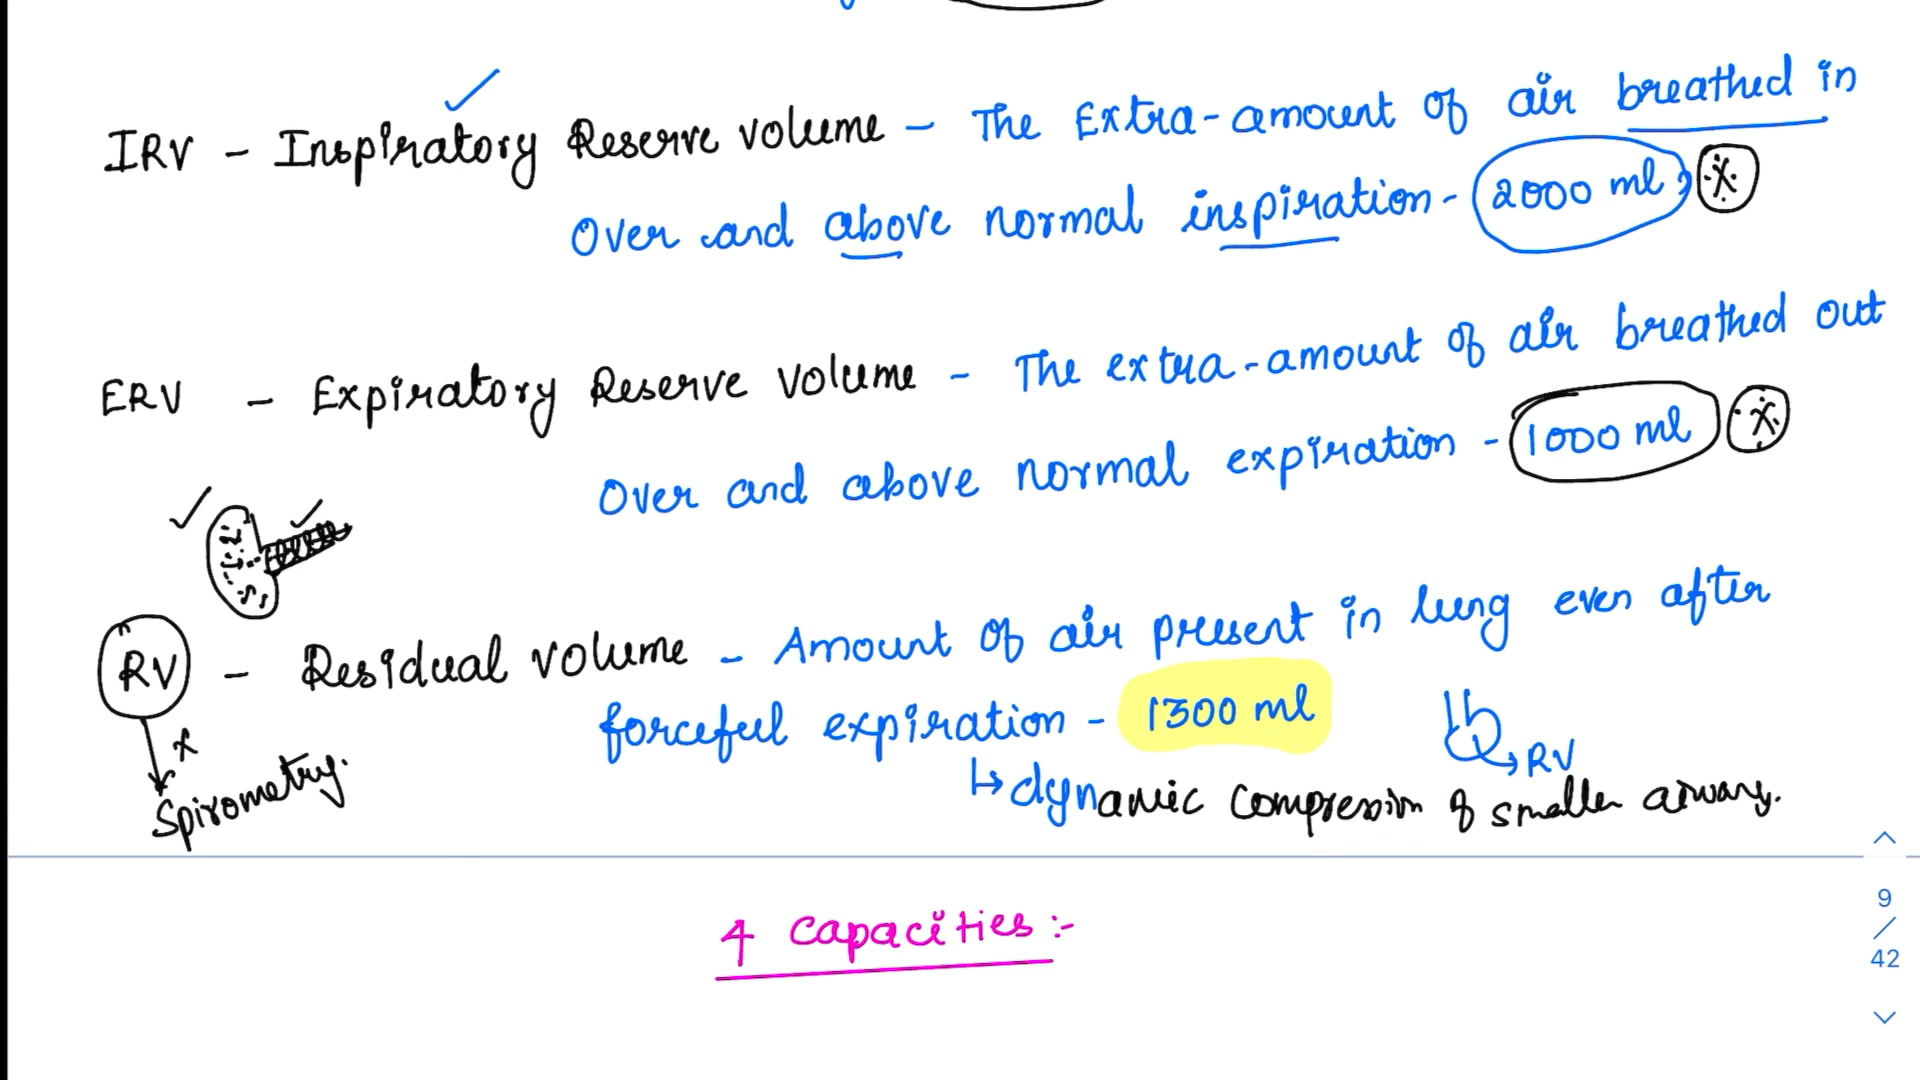 IRV - Inspiratory Reserve volume - The Extra-amount of air breathed in
Over and above normal inspiration - 2000 ml
ERV - Expiratory Reserve volume - The extra-amount of air breathed out
Over and above normal expiration - 1000 ml
RV - Residual volume - Amount of air present in lung even after
forceful expiration - 1300 ml
RV
↳ dynamic compression of smaller airway.
x
Spirometry.
4 Capacities :-
9
/
42